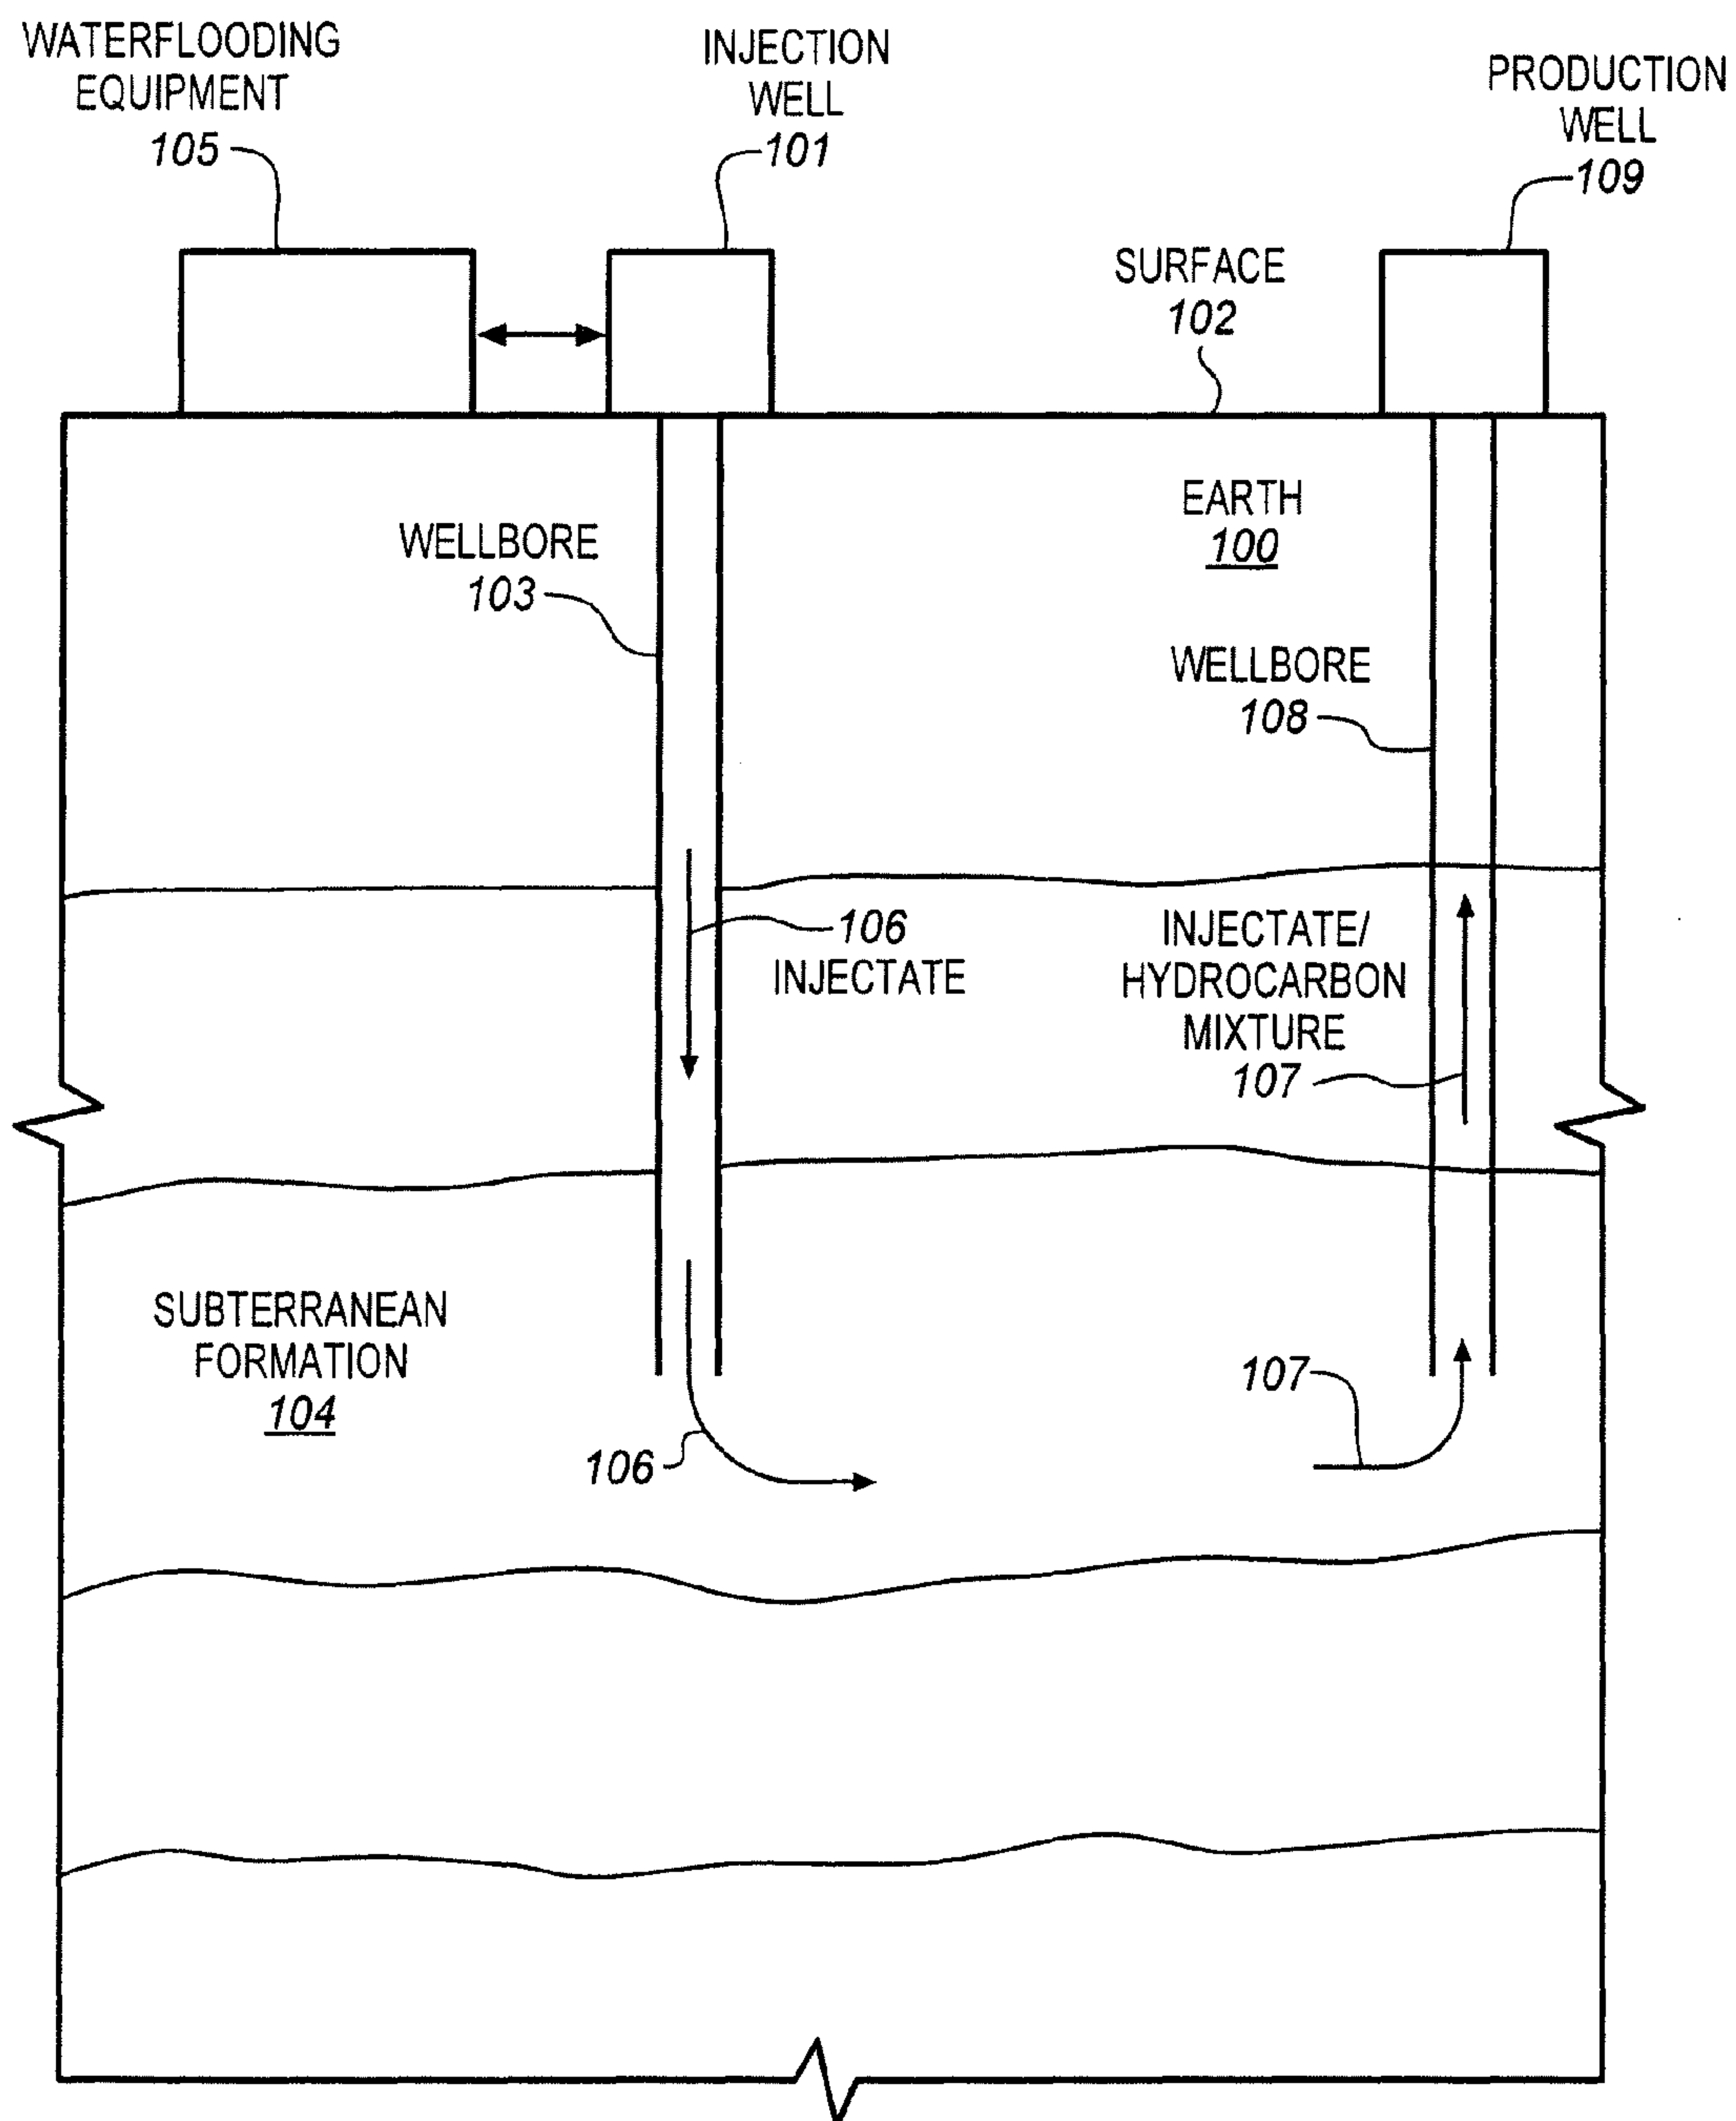 WATERFLOODING
EQUIPMENT
105
INJECTION
WELL
101
PRODUCTION
WELL
109
SURFACE
102
EARTH
100
WELLBORE
103
WELLBORE
108
106
INJECTATE
INJECTATE/
HYDROCARBON
MIXTURE
107
SUBTERRANEAN
FORMATION
104
106
107